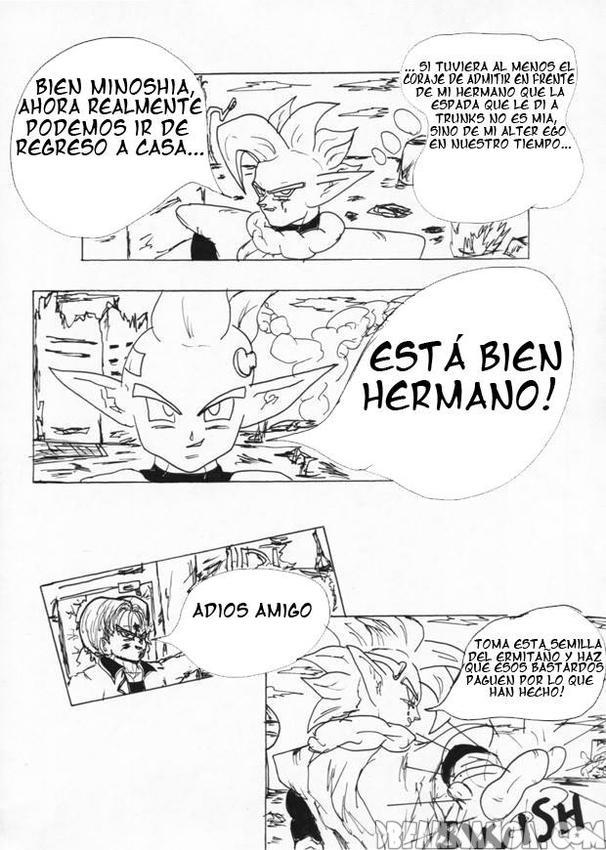 BIEN MINOSHIA,
AHORA REALMENTE
PODEMOS IR DE
REGRESO A CASA...
... SI TUVIERA AL MENOS EL
CORAJE DE ADMITIR EN FRENTE
DE MI HERMANO QUE LA
ESPADA QUE LE DI A
TRUNKS NO ES MIA,
SINO DE MI ALTER EGO
EN NUESTRO TIEMPO...
ESTÁ BIEN
HERMANO!
ADIOS AMIGO
TOMA ESTA SEMILLA
DEL ERMITAÑO Y HAZ
QUE ESOS BASTARDOS
PAGUEN POR LO QUE
HAN HECHO!